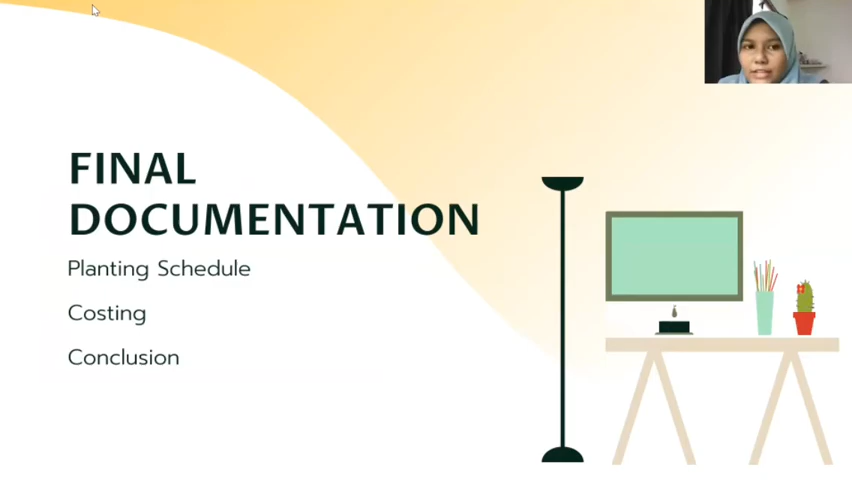 FINAL
DOCUMENTATION
Planting Schedule
Costing
Conclusion